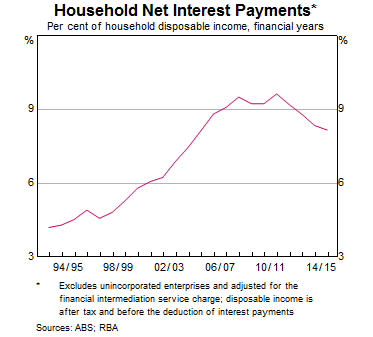 Household Net Interest Payments*
Per cent of household disposable income, financial years
% %
9 9
6 6
3 3
94/95 98/99 02/03 06/07 10/11 14/15
* Excludes unincorporated enterprises and adjusted for the
financial intermediation service charge; disposable income is
after tax and before the deduction of interest payments
Sources: ABS; RBA